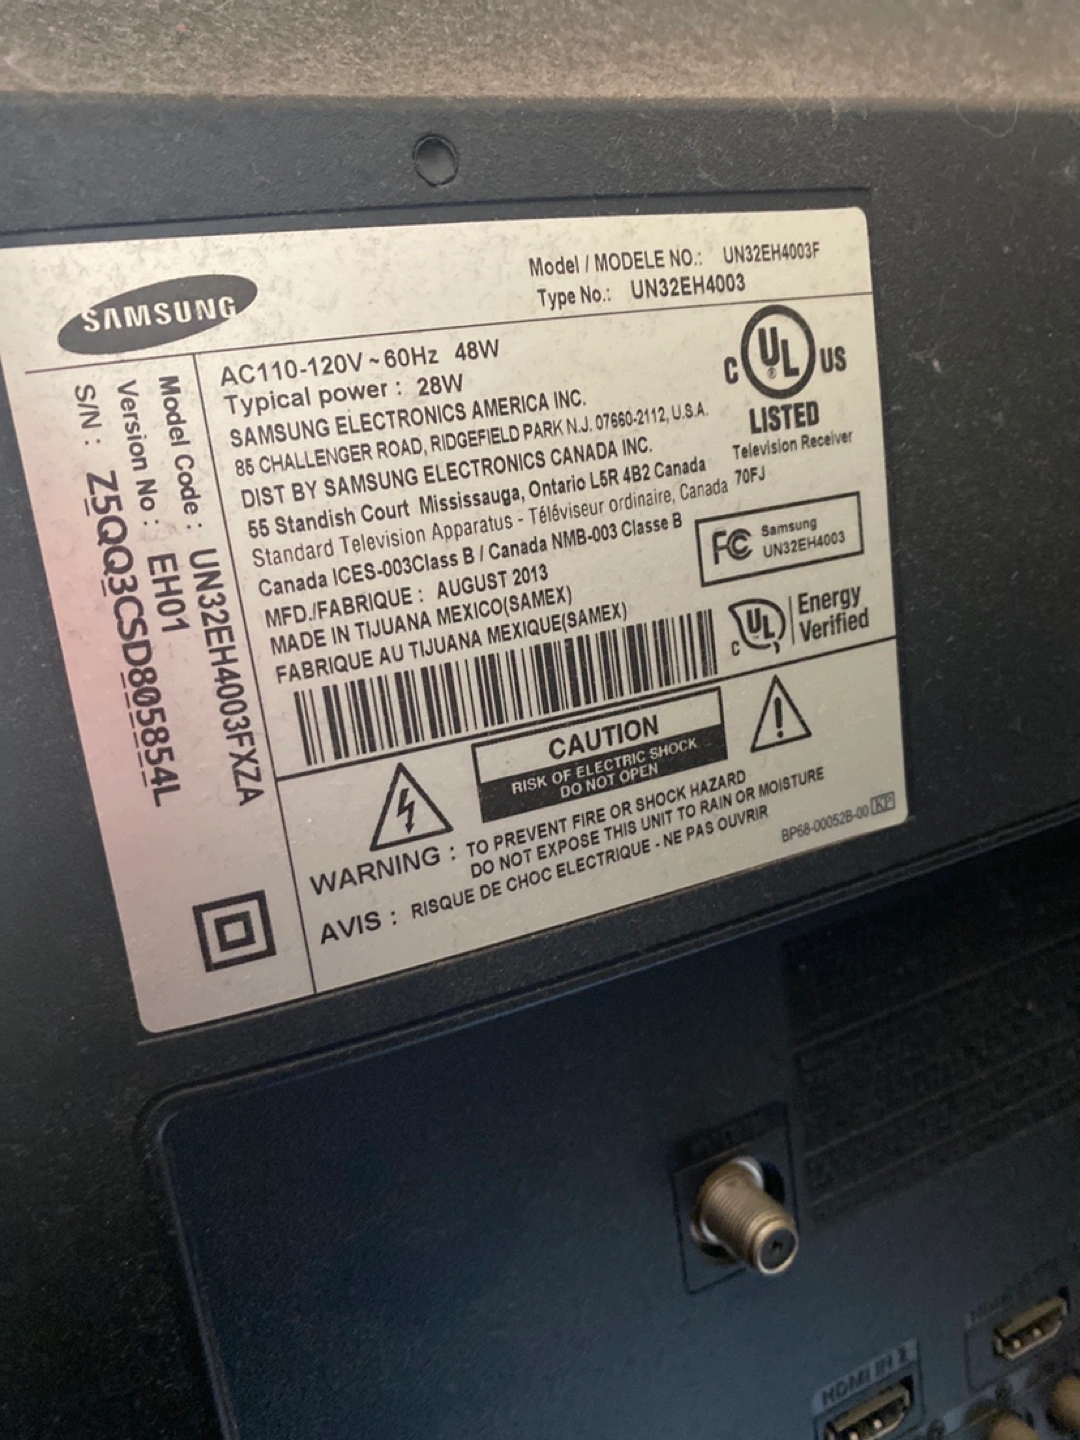 SAMSUNG
Model / MODELE NO.: UN32EH4003F
Type No.: UN32EH4003
Model Code : UN32EH4003FXZA
Version No : EH01
S/N : Z5QQ3CSD805854L
AC110-120V ~ 60Hz 48W
Typical power : 28W
SAMSUNG ELECTRONICS AMERICA INC.
85 CHALLENGER ROAD, RIDGEFIELD PARK N.J. 07660-2112, U.S.A.
DIST BY SAMSUNG ELECTRONICS CANADA INC.
55 Standish Court Mississauga, Ontario L5R 4B2 Canada
Standard Television Apparatus - Téléviseur ordinaire, Canada
Canada ICES-003Class B / Canada NMB-003 Classe B
MFD./FABRIQUE : AUGUST 2013
MADE IN TIJUANA MEXICO(SAMEX)
FABRIQUE AU TIJUANA MEXIQUE(SAMEX)
C UL ® US
LISTED
Television Receiver
70FJ
FC Samsung
UN32EH4003
C UL Energy
Verified
CAUTION
RISK OF ELECTRIC SHOCK
DO NOT OPEN
WARNING : TO PREVENT FIRE OR SHOCK HAZARD
DO NOT EXPOSE THIS UNIT TO RAIN OR MOISTURE
AVIS : RISQUE DE CHOC ELECTRIQUE - NE PAS OUVRIR
BP68-00052B-00 KP
HDMI IN 2